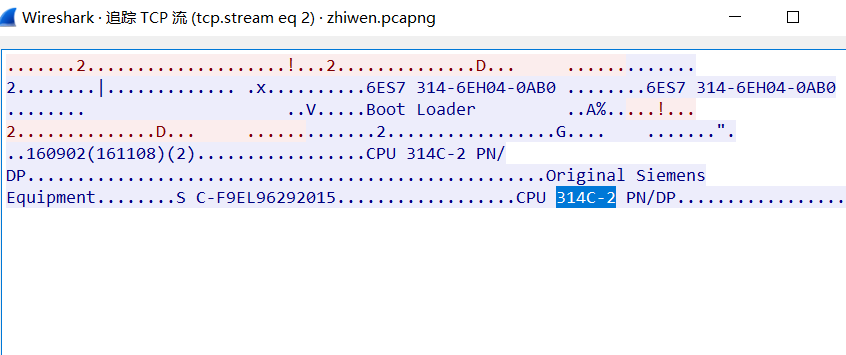 Wireshark · 追踪 TCP 流 (tcp.stream eq 2) · zhiwen.pcapng
.......2....................!...2..............D...      .............
2........|............. .x..........6ES7 314-6EH04-0AB0 ........6ES7 314-6EH04-0AB0
........                    ..V.....Boot Loader         ..A%.....!...
2..............D...      .............2.................G....    .......".
..160902(161108)(2).................CPU 314C-2 PN/
DP....................................................Original Siemens
Equipment........S C-F9EL96292015..................CPU 314C-2 PN/DP.................